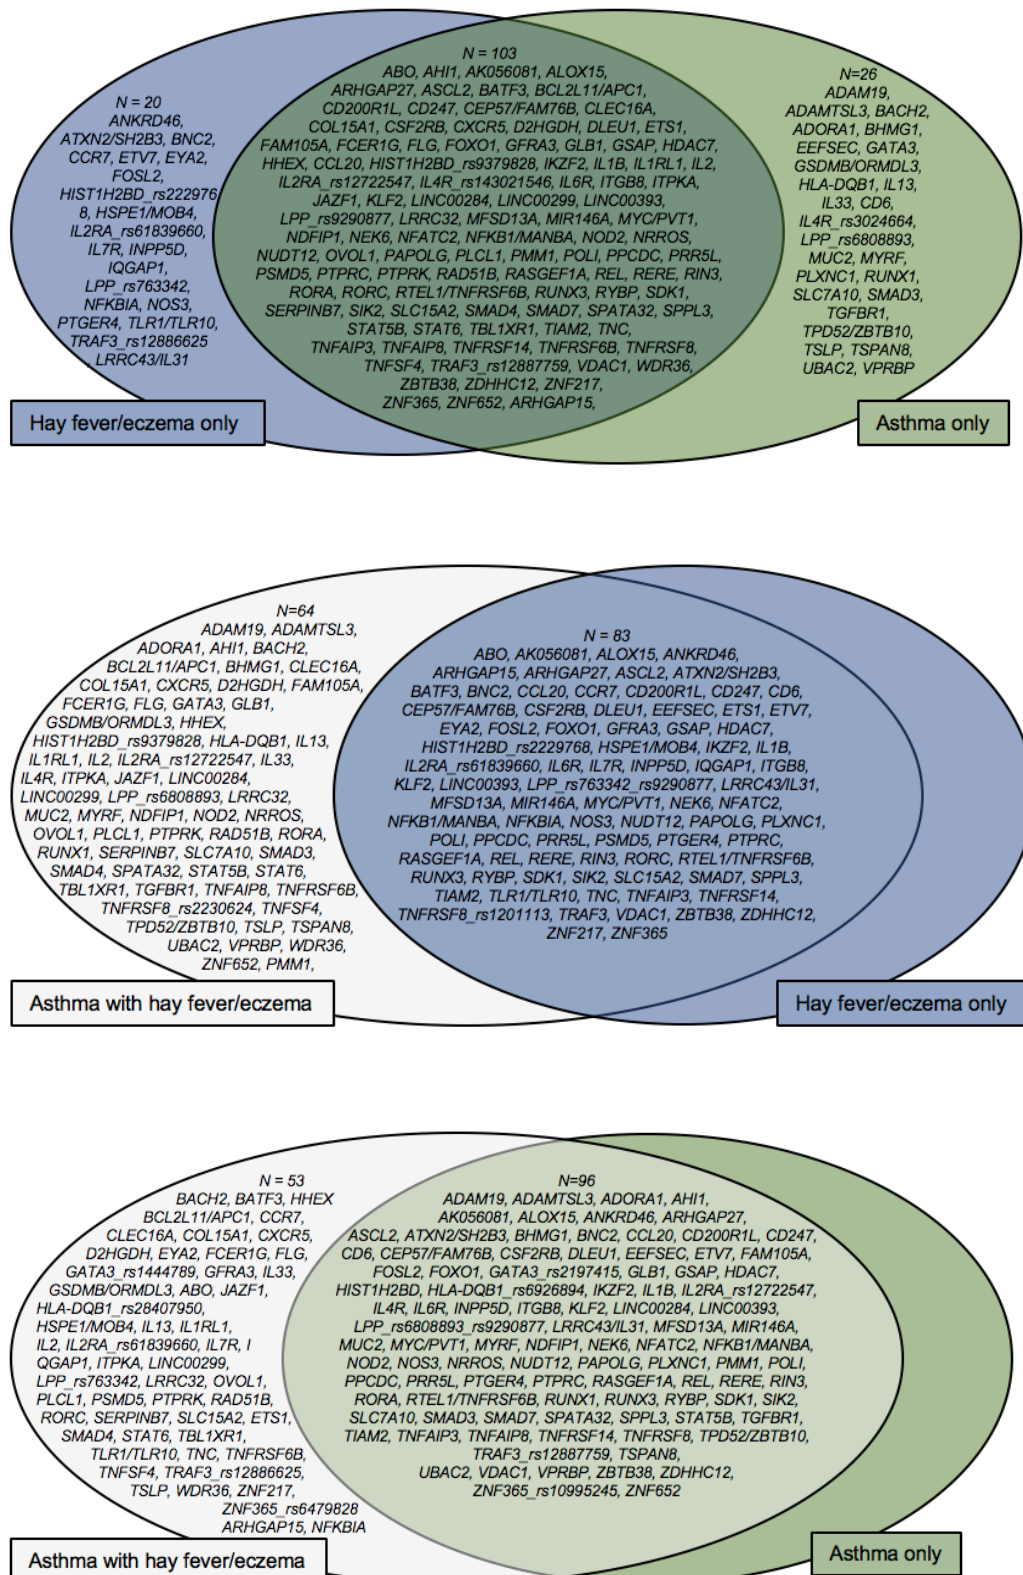 N = 20
ANKRD46,
ATXN2/SH2B3, BNC2,
CCR7, ETV7, EYA2,
FOSL2,
HIST1H2BD_rs222976
8, HSPE1/MOB4,
IL2RA_rs61839660,
IL7R, INPP5D,
IQGAP1,
LPP_rs763342,
NFKBIA, NOS3,
PTGER4, TLR1/TLR10,
TRAF3_rs12886625
, LRRC43/IL31
N = 103
ABO, AHI1, AK056081, ALOX15,
ARHGAP27, ASCL2, BATF3, BCL2L11/APC1,
CD200R1L, CD247, CEP57/FAM76B, CLEC16A,
COL15A1, CSF2RB, CXCR5, D2HGDH, DLEU1, ETS1,
FAM105A, FCER1G, FLG, FOXO1, GFRA3, GLB1, GSAP, HDAC7,
HHEX, CCL20, HIST1H2BD_rs9379828, IKZF2, IL1B, IL1RL1, IL2,
IL2RA_rs12722547, IL4R_rs143021546, IL6R, ITGB8, ITPKA,
JAZF1, KLF2, LINC00284, LINC00299, LINC00393,
LPP_rs9290877, LRRC32, MFSD13A, MIR146A, MYC/PVT1,
NDFIP1, NEK6, NFATC2, NFKB1/MANBA, NOD2, NRROS,
NUDT12, OVOL1, PAPOLG, PLCL1, PMM1, POLI, PPCDC, PRR5L,
PSMD5, PTPRC, PTPRK, RAD51B, RASGEF1A, REL, RERE, RIN3,
RORA, RORC, RTEL1/TNFRSF6B, RUNX3, RYBP, SDK1,
SERPINB7, SIK2, SLC15A2, SMAD4, SMAD7, SPATA32, SPPL3,
STAT5B, STAT6, TBL1XR1, TIAM2, TNC,
TNFAIP3, TNFAIP8, TNFRSF14, TNFRSF6B, TNFRSF8,
TNFSF4, TRAF3_rs12887759, VDAC1, WDR36,
ZBTB38, ZDHHC12, ZNF217,
ZNF365, ZNF652, ARHGAP15,
N=26
ADAM19,
ADAMTSL3, BACH2,
ADORA1, BHMG1,
EEFSEC, GATA3,
GSDMB/ORMDL3,
HLA-DQB1, IL13,
IL33, CD6,
IL4R_rs3024664,
LPP_rs6808893,
MUC2, MYRF,
PLXNC1, RUNX1,
SLC7A10, SMAD3,
TGFBR1,
TPD52/ZBTB10,
TSLP, TSPAN8,
UBAC2, VPRBP
Hay fever/eczema only
Asthma only
N=64
ADAM19, ADAMTSL3,
ADORA1, AHI1, BACH2,
BCL2L11/APC1, BHMG1, CLEC16A,
COL15A1, CXCR5, D2HGDH, FAM105A,
FCER1G, FLG, GATA3, GLB1,
GSDMB/ORMDL3, HHEX,
HIST1H2BD_rs9379828, HLA-DQB1, IL13,
IL1RL1, IL2, IL2RA_rs12722547, IL33,
IL4R, ITPKA, JAZF1, LINC00284,
LINC00299, LPP_rs6808893, LRRC32,
MUC2, MYRF, NDFIP1, NOD2, NRROS,
OVOL1, PLCL1, PTPRK, RAD51B, RORA,
RUNX1, SERPINB7, SLC7A10, SMAD3,
SMAD4, SPATA32, STAT5B, STAT6,
TBL1XR1, TGFBR1, TNFAIP8, TNFRSF6B,
TNFRSF8_rs2230624, TNFSF4,
TPD52/ZBTB10, TSLP, TSPAN8,
UBAC2, VPRBP, WDR36,
ZNF652, PMM1,
N = 83
ABO, AK056081, ALOX15, ANKRD46,
ARHGAP15, ARHGAP27, ASCL2, ATXN2/SH2B3,
BATF3, BNC2, CCL20, CCR7, CD200R1L, CD247, CD6,
CEP57/FAM76B, CSF2RB, DLEU1, EEFSEC, ETS1, ETV7,
EYA2, FOSL2, FOXO1, GFRA3, GSAP, HDAC7,
HIST1H2BD_rs2229768, HSPE1/MOB4, IKZF2, IL1B,
IL2RA_rs61839660, IL6R, IL7R, INPP5D, IQGAP1, ITGB8,
KLF2, LINC00393, LPP_rs763342_rs9290877, LRRC43/IL31,
MFSD13A, MIR146A, MYC/PVT1, NEK6, NFATC2,
NFKB1/MANBA, NFKBIA, NOS3, NUDT12, PAPOLG, PLXNC1,
POLI, PPCDC, PRR5L, PSMD5, PTGER4, PTPRC,
RASGEF1A, REL, RERE, RIN3, RORC, RTEL1/TNFRSF6B,
RUNX3, RYBP, SDK1, SIK2, SLC15A2, SMAD7, SPPL3,
TIAM2, TLR1/TLR10, TNC, TNFAIP3, TNFRSF14,
TNFRSF8_rs1201113, TRAF3, VDAC1, ZBTB38, ZDHHC12,
ZNF217, ZNF365
Asthma with hay fever/eczema
Hay fever/eczema only
N = 53
BACH2, BATF3, HHEX
BCL2L11/APC1, CCR7,
CLEC16A, COL15A1, CXCR5,
D2HGDH, EYA2, FCER1G, FLG,
GATA3_rs1444789, GFRA3, IL33,
GSDMB/ORMDL3, ABO, JAZF1,
HLA-DQB1_rs28407950,
HSPE1/MOB4, IL13, IL1RL1,
IL2, IL2RA_rs61839660, IL7R, I
QGAP1, ITPKA, LINC00299,
LPP_rs763342, LRRC32, OVOL1,
PLCL1, PSMD5, PTPRK, RAD51B,
RORC, SERPINB7, SLC15A2, ETS1,
SMAD4, STAT6, TBL1XR1,
TLR1/TLR10, TNC, TNFRSF6B,
TNFSF4, TRAF3_rs12886625,
TSLP, WDR36, ZNF217,
ZNF365_rs6479828
ARHGAP15, NFKBIA
N=96
ADAM19, ADAMTSL3, ADORA1, AHI1,
AK056081, ALOX15, ANKRD46, ARHGAP27,
ASCL2, ATXN2/SH2B3, BHMG1, BNC2, CCL20, CD200R1L, CD247,
CD6, CEP57/FAM76B, CSF2RB, DLEU1, EEFSEC, ETV7, FAM105A,
FOSL2, FOXO1, GATA3_rs2197415, GLB1, GSAP, HDAC7,
HIST1H2BD, HLA-DQB1_rs6926894, IKZF2, IL1B, IL2RA_rs12722547,
IL4R, IL6R, INPP5D, ITGB8, KLF2, LINC00284, LINC00393,
LPP_rs6808893_rs9290877, LRRC43/IL31, MFSD13A, MIR146A,
MUC2, MYC/PVT1, MYRF, NDFIP1, NEK6, NFATC2, NFKB1/MANBA,
NOD2, NOS3, NRROS, NUDT12, PAPOLG, PLXNC1, PMM1, POLI,
PPCDC, PRR5L, PTGER4, PTPRC, RASGEF1A, REL, RERE, RIN3,
RORA, RTEL1/TNFRSF6B, RUNX1, RUNX3, RYBP, SDK1, SIK2,
SLC7A10, SMAD3, SMAD7, SPATA32, SPPL3, STAT5B, TGFBR1,
TIAM2, TNFAIP3, TNFAIP8, TNFRSF14, TNFRSF8, TPD52/ZBTB10,
TRAF3_rs12887759, TSPAN8,
UBAC2, VDAC1, VPRBP, ZBTB38, ZDHHC12,
ZNF365_rs10995245, ZNF652
Asthma with hay fever/eczema
Asthma only